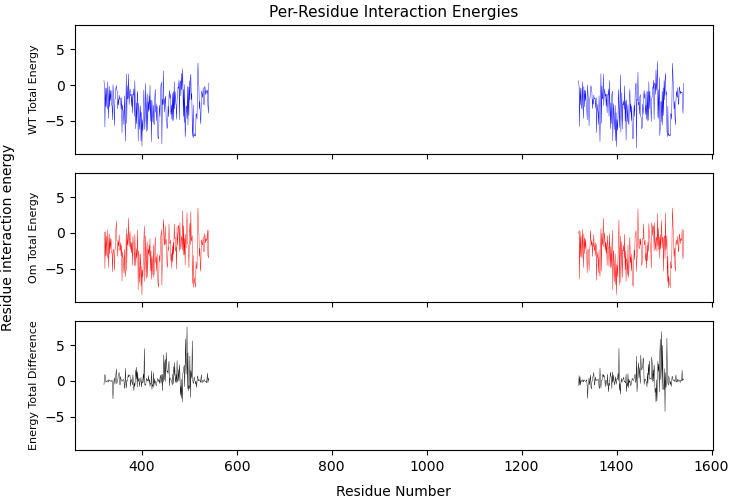 Per-Residue Interaction Energies
Residue interaction energy
WT Total Energy
5
0
−5
Om Total Energy
5
0
−5
Energy Total Difference
5
0
−5
400 600 800 1000 1200 1400 1600
Residue Number